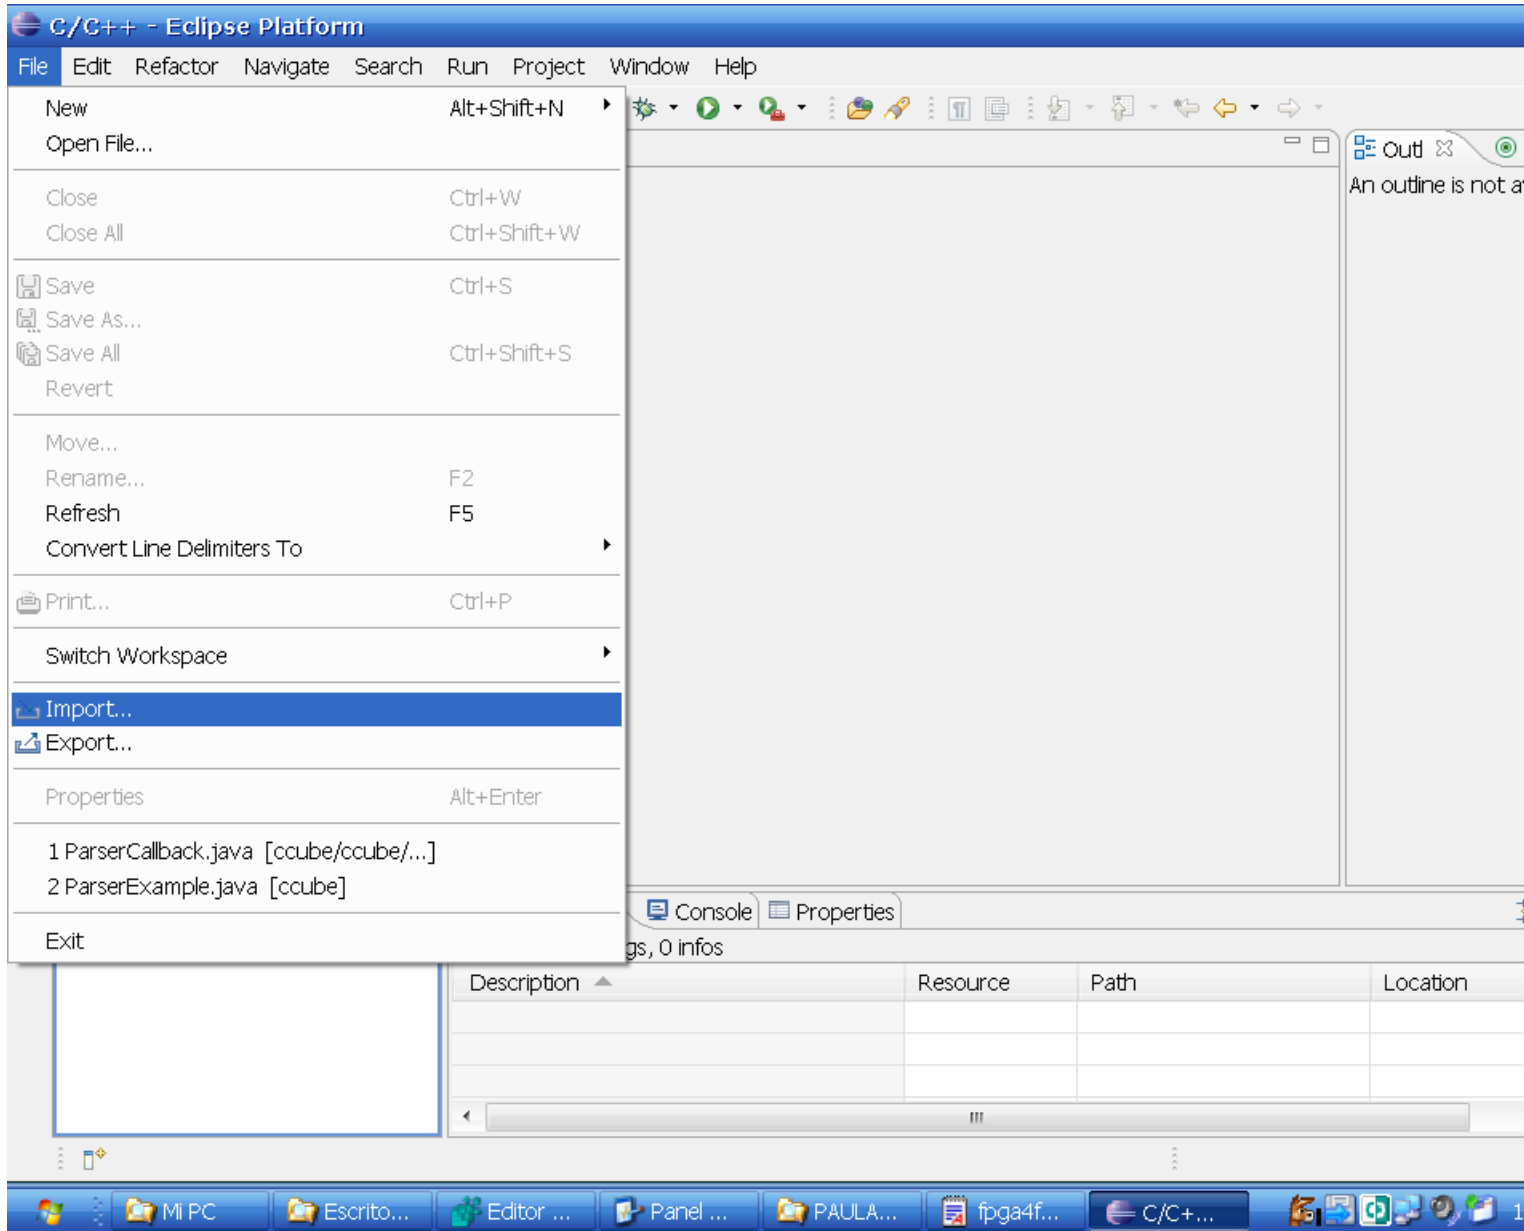 C/C++ - Eclipse Platform
File Edit Refactor Navigate Search Run Project Window Help
New Alt+Shift+N
Open File...
Outl
An outline is not a
Close Ctrl+W
Close All Ctrl+Shift+W
Save Ctrl+S
Save As...
Save All Ctrl+Shift+S
Revert
Move...
Rename... F2
Refresh F5
Convert Line Delimiters To
Print... Ctrl+P
Switch Workspace
Import...
Export...
Properties Alt+Enter
1 ParserCallback.java [ccube/ccube/...]
2 ParserExample.java [ccube]
Exit
Console Properties
gs, 0 infos
Description Resource Path Location
Mi PC Escrito... Editor ... Panel ... PAULA... fpga4f... C/C+... 1